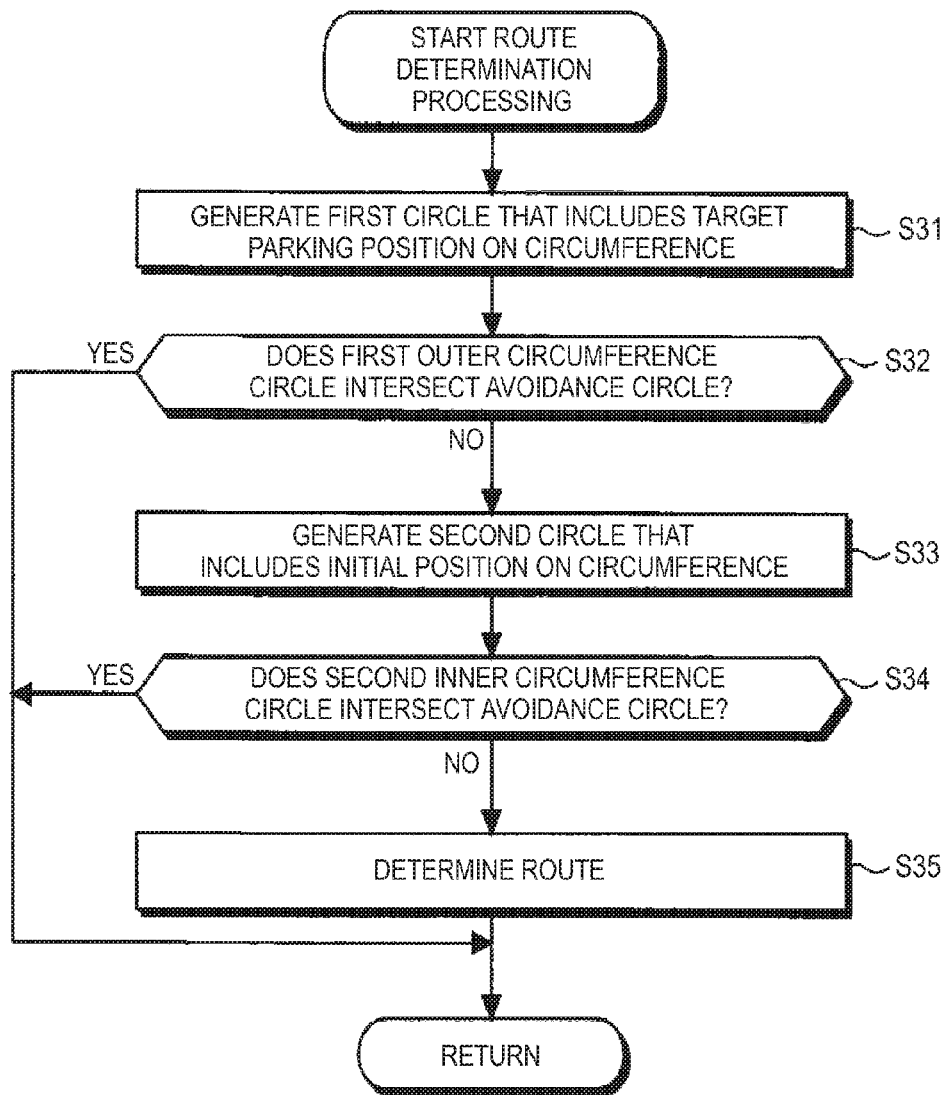 START ROUTE
DETERMINATION
PROCESSING
GENERATE FIRST CIRCLE THAT INCLUDES TARGET
PARKING POSITION ON CIRCUMFERENCE
S31
YES
DOES FIRST OUTER CIRCUMFERENCE
CIRCLE INTERSECT AVOIDANCE CIRCLE?
S32
NO
GENERATE SECOND CIRCLE THAT
INCLUDES INITIAL POSITION ON CIRCUMFERENCE
S33
YES
DOES SECOND INNER CIRCUMFERENCE
CIRCLE INTERSECT AVOIDANCE CIRCLE?
S34
NO
DETERMINE ROUTE
S35
RETURN